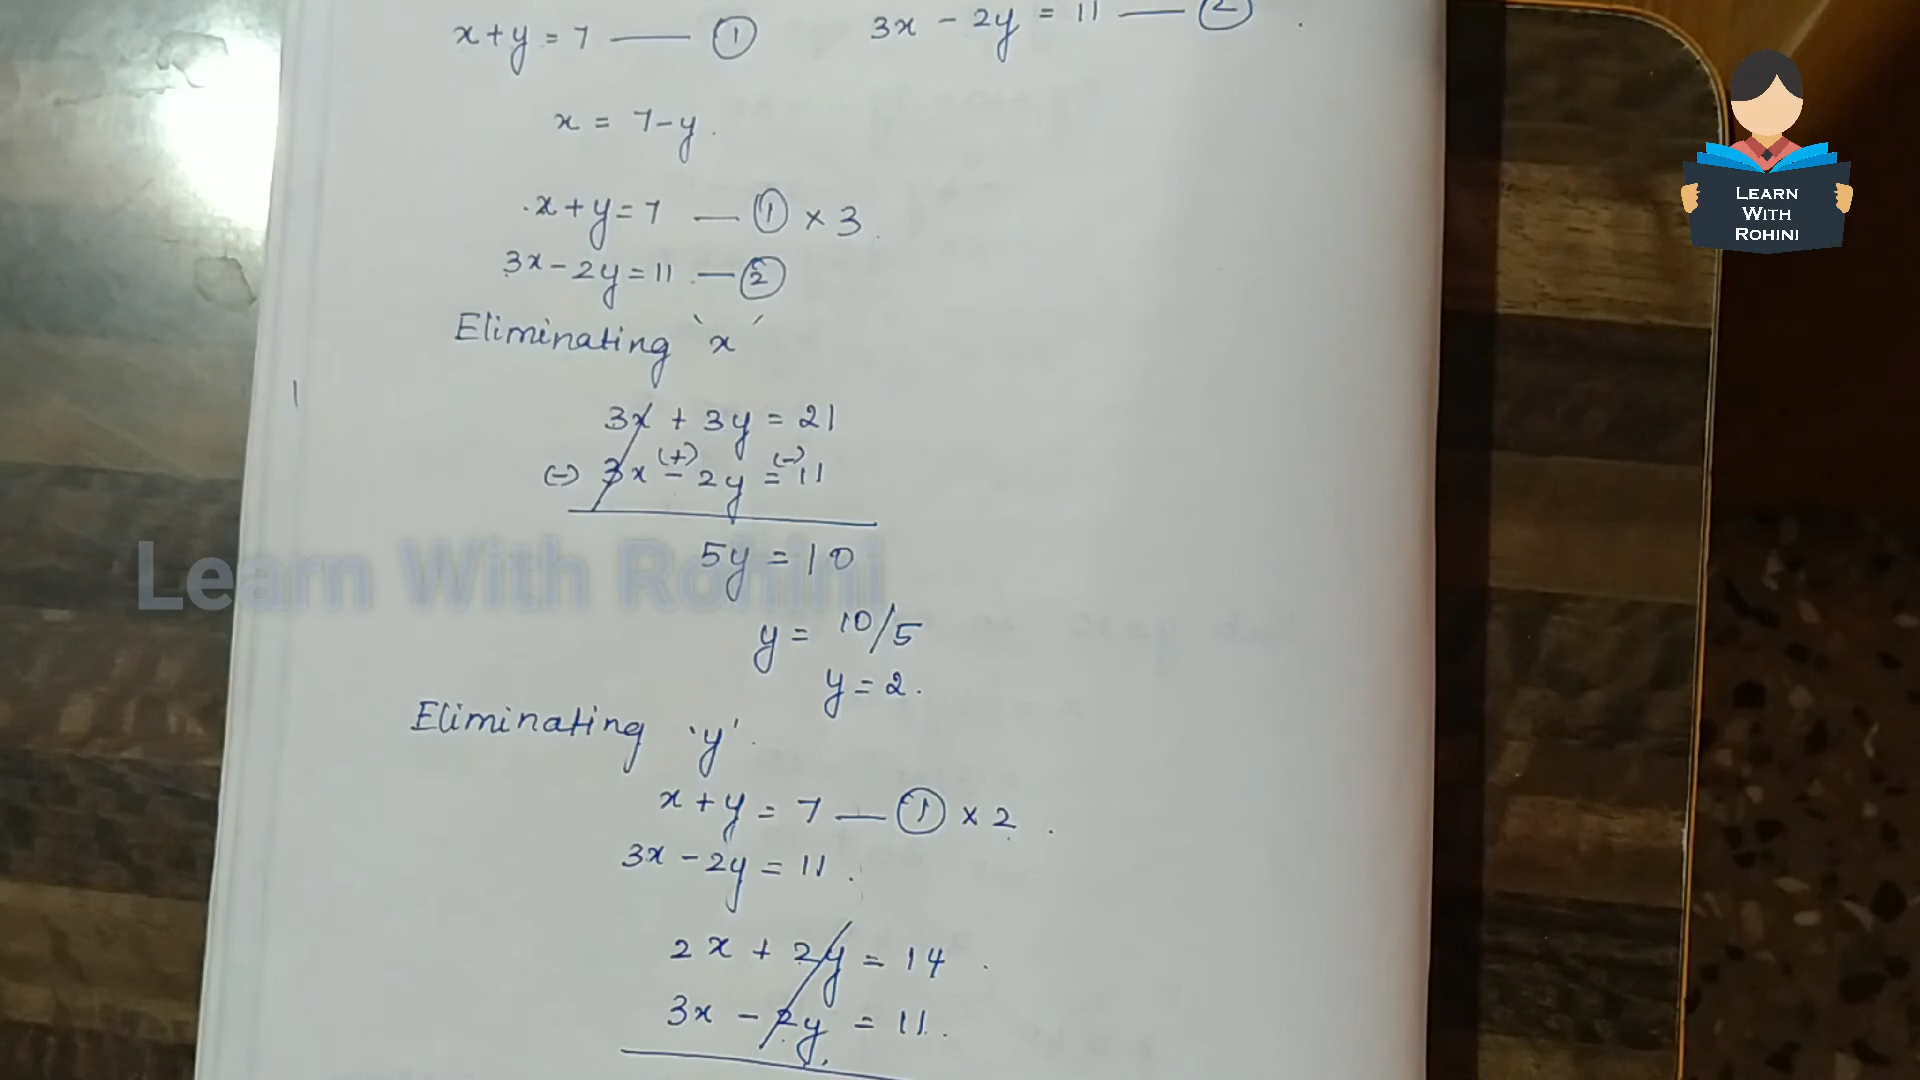 x + y = 7 — ① 3x - 2y = 11 — ②
x = 7 - y.
x + y = 7 — ① × 3
3x - 2y = 11 — ②
Eliminating 'x'
3x + 3y = 21
(-) 3x (+) - 2y = (-) 11
5y = 10
y = 10/5
y = 2.
Eliminating 'y'.
x + y = 7 — ① × 2
3x - 2y = 11.
2x + 2y = 14
3x - 2y = 11.
Learn With Rohini
LEARN
WITH
ROHINI